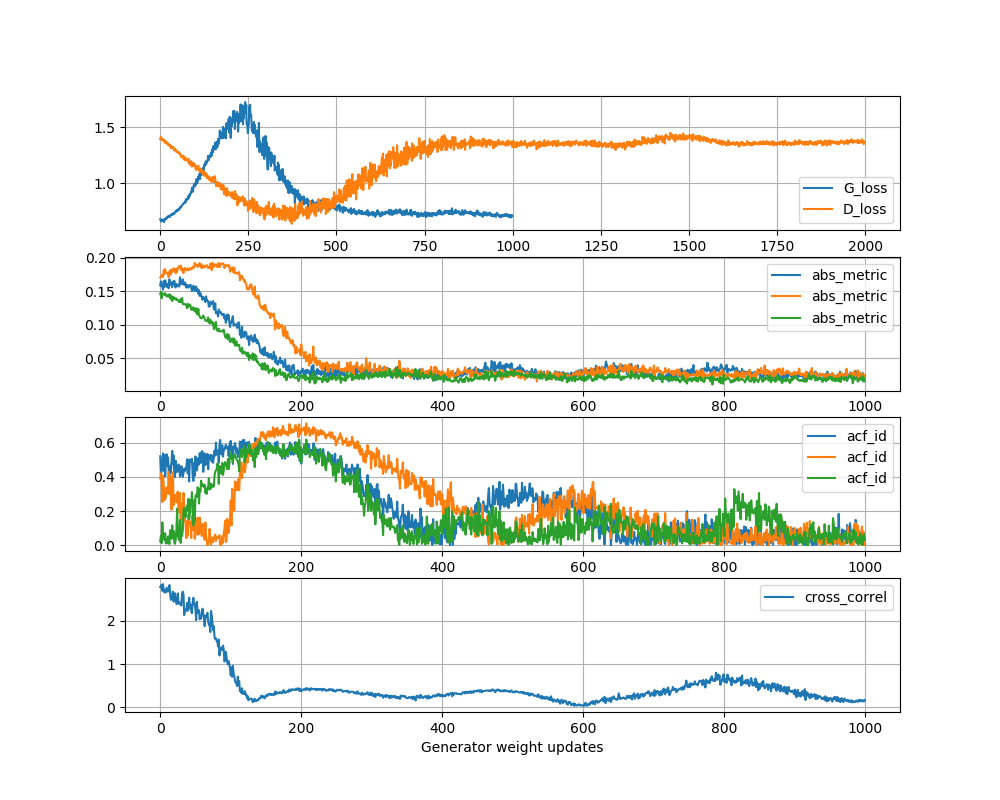 1.5
1.0
G_loss
D_loss
0 250 500 750 1000 1250 1500 1750 2000
0.20
0.15
0.10
0.05
abs_metric
abs_metric
abs_metric
0 200 400 600 800 1000
0.6
0.4
0.2
0.0
acf_id
acf_id
acf_id
0 200 400 600 800 1000
2
1
0
cross_correl
0 200 400 600 800 1000
Generator weight updates